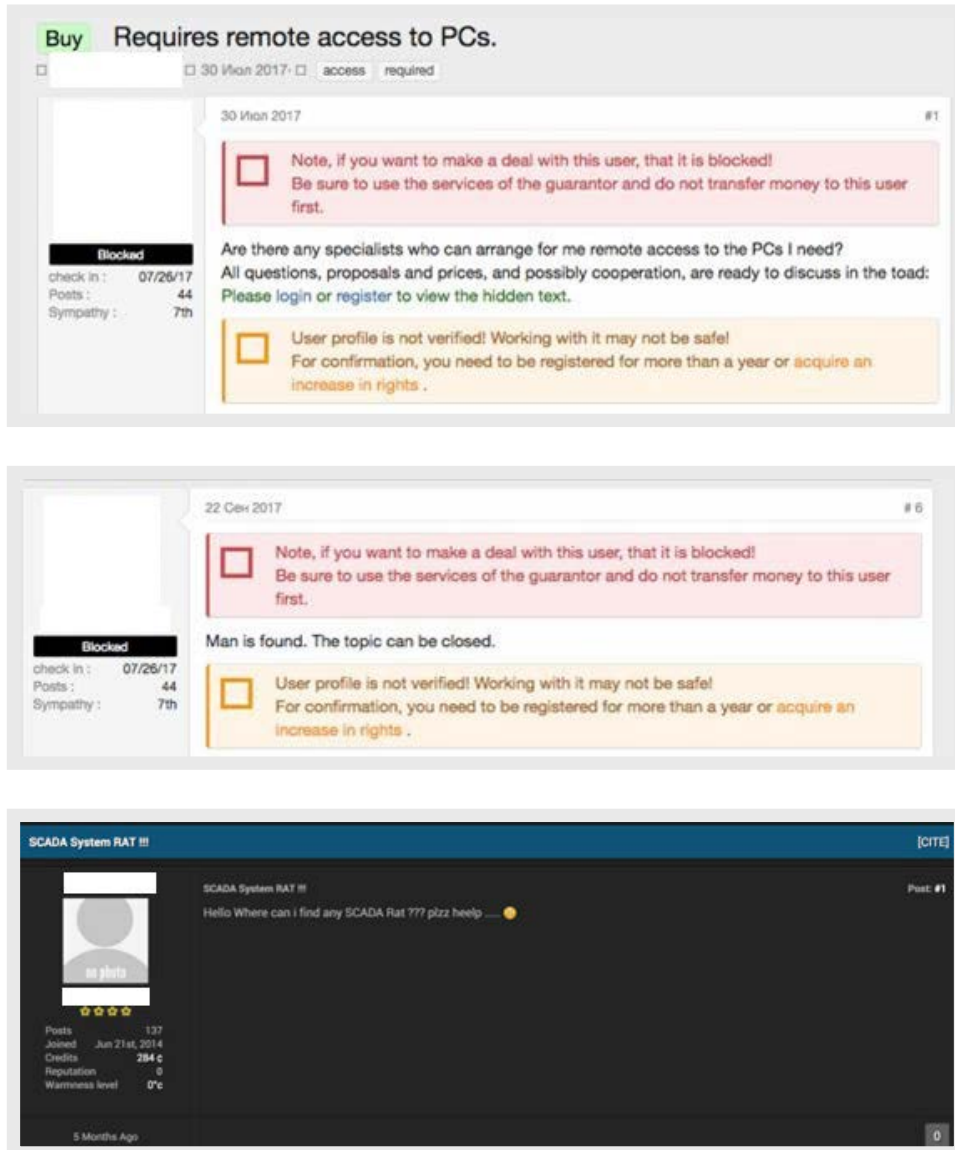 Buy Requires remote access to PCs.
30 Июл 2017· access required
30 Июл 2017 #1
Note, if you want to make a deal with this user, that it is blocked!
Be sure to use the services of the guarantor and do not transfer money to this user
first.
Blocked
check in : 07/26/17
Posts : 44
Sympathy : 7th
Are there any specialists who can arrange for me remote access to the PCs I need?
All questions, proposals and prices, and possibly cooperation, are ready to discuss in the toad:
Please login or register to view the hidden text.
User profile is not verified! Working with it may not be safe!
For confirmation, you need to be registered for more than a year or acquire an
increase in rights .
22 Сен 2017 # 6
Note, if you want to make a deal with this user, that it is blocked!
Be sure to use the services of the guarantor and do not transfer money to this user
first.
Blocked
check in : 07/26/17
Posts : 44
Sympathy : 7th
Man is found. The topic can be closed.
User profile is not verified! Working with it may not be safe!
For confirmation, you need to be registered for more than a year or acquire an
increase in rights .
SCADA System RAT !!! [CITE]
SCADA System RAT !!! Post: #1
Hello Where can i find any SCADA Rat ??? plzz heelp .....
no photo
Posts 137
Joined Jun 21st, 2014
Credits 284 c
Reputation 0
Warmness level 0°c
5 Months Ago 0